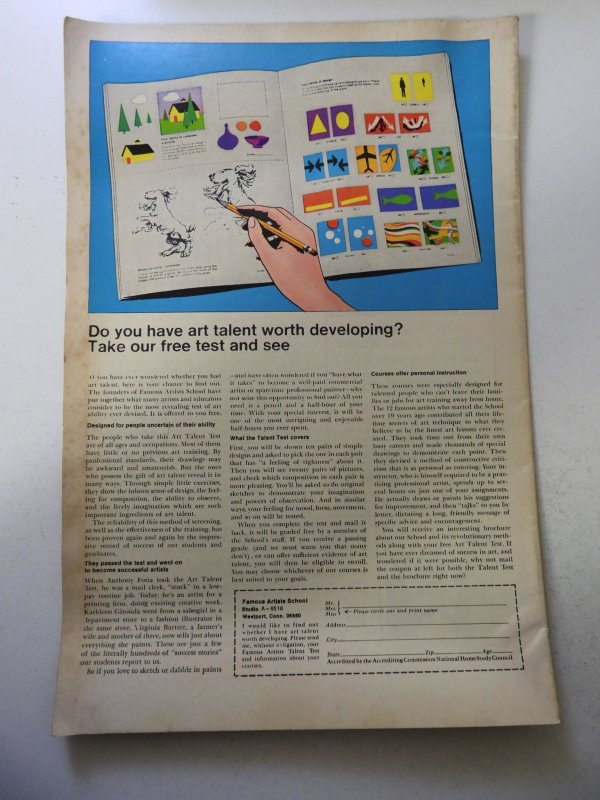 Do you have art talent worth developing?
Take our free test and see
If you have ever wondered whether you had
art talent, here is your chance to find out.
The founders of Famous Artists School have
put together what many artists and educators
consider to be the most revealing test of art
ability ever devised. It is offered to you free.
Designed for people uncertain of their ability
The people who take this Art Talent Test
are of all ages and occupations. Most of them
have little or no previous art training. By
professional standards, their drawings may
be awkward and amateurish. But the ones
who possess the gift of art talent reveal it in
many ways. Through simple little exercises,
they show the inborn sense of design, the feel-
ing for composition, the ability to observe,
and the lively imagination which are such
important ingredients of art talent.
The reliability of this method of screening,
as well as the effectiveness of the training, has
been proven again and again by the impres-
sive record of success of our students and
graduates.
They passed the test and went on
to become successful artists
When Anthony Fotia took the Art Talent
Test, he was a mail clerk, "stuck" in a low-
pay routine job. Today, he's an artist for a
printing firm, doing exciting creative work.
Kathleen Gironda went from a salesgirl in a
department store to a fashion illustrator in
the same store. Virginia Bartter, a farmer's
wife and mother of three, now sells just about
everything she paints. These are just a few
of the literally hundreds of "success stories"
our students report to us.
So if you love to sketch or dabble in paints
—and have often wondered if you "have what
it takes" to become a well-paid commercial
artist or sparetime professional painter—why
not seize this opportunity to find out? All you
need is a pencil and a half-hour of your
time. With your special interest, it will be
one of the most intriguing and enjoyable
half-hours you ever spent.
What the Talent Test covers
First, you will be shown ten pairs of simple
designs and asked to pick the one in each pair
that has "a feeling of rightness" about it.
Then you will see twenty pairs of pictures,
and check which composition in each pair is
more pleasing. You'll be asked to do original
sketches to demonstrate your imagination
and powers of observation. And in similar
ways, your feeling for mood, form, movement,
and so on will be tested.
When you complete the test and mail it
back, it will be graded free by a member of
the School's staff. If you receive a passing
grade (and we must warn you that many
don't), or can offer sufficient evidence of art
talent, you will then be eligible to enroll.
You may choose whichever of our courses is
best suited to your goals.
Courses offer personal instruction
These courses were especially designed for
talented people who can't leave their fami-
lies or jobs for art training away from home.
The 12 famous artists who started the School
over 19 years ago contributed all their life-
time secrets of art technique to what they
believe to be the finest art lessons ever cre-
ated. They took time out from their own
busy careers and made thousands of special
drawings to demonstrate each point. Then
they devised a method of constructive criti-
cism that is as personal as tutoring. Your in-
structor, who is himself required to be a prac-
ticing professional artist, spends up to sev-
eral hours on just one of your assignments.
He actually draws or paints his suggestions
for improvement, and then "talks" to you by
letter, dictating a long, friendly message of
specific advice and encouragement.
You will receive an interesting brochure
about our School and its revolutionary meth-
ods along with your free Art Talent Test. If
you have ever dreamed of success in art, and
wondered if it were possible, why not mail
the coupon at left for both the Talent Test
and the brochure right now?
Famous Artists School
Studio A-6516
Westport, Conn. 06880
I would like to find out
whether I have art talent
worth developing. Please send
me, without obligation, your
Famous Artists Talent Test
and information about your
courses.
Mr.
Mrs.
Miss
Please circle one and print name
Address
City
State Zip Age
Accredited by the Accrediting Commission National Home Study Council